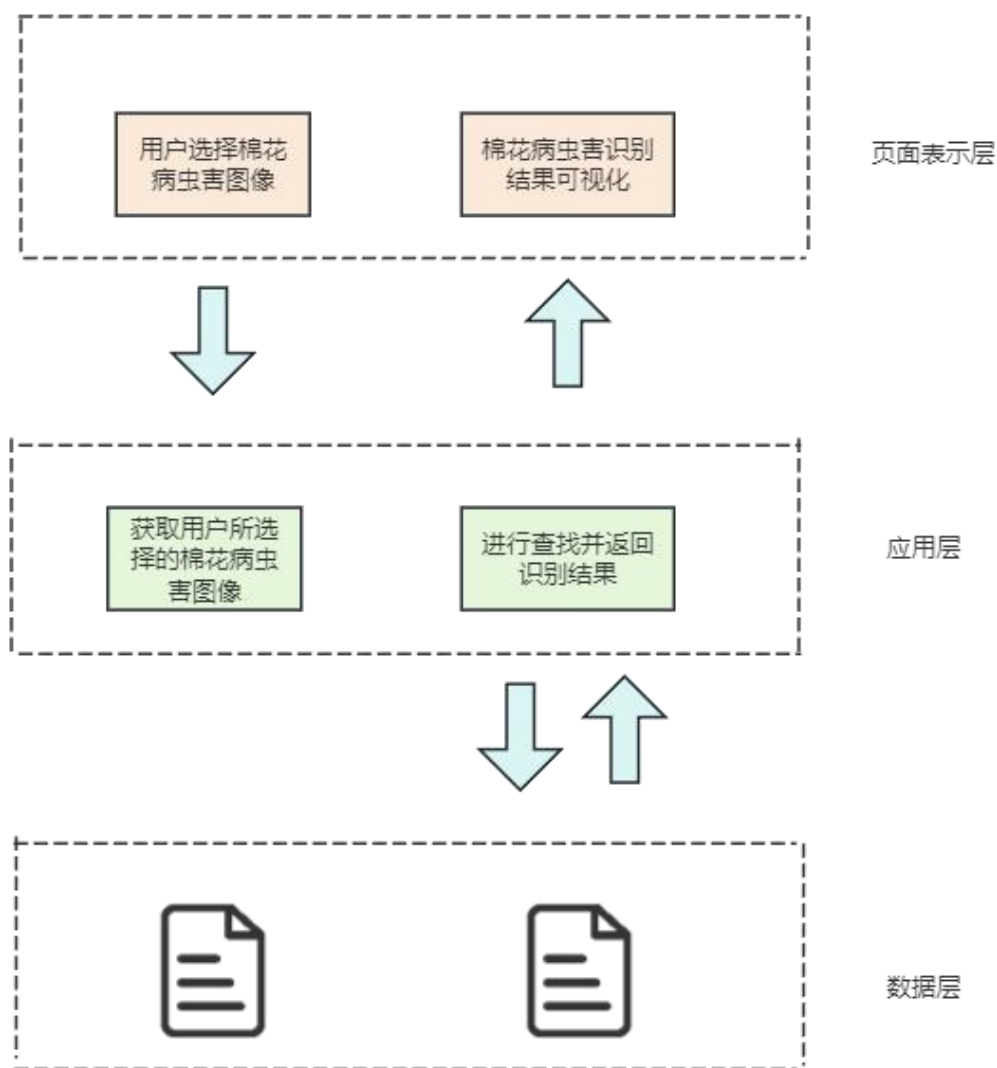 用户选择棉花
病虫害图像
棉花病虫害识别
结果可视化
页面表示层
获取用户所选
择的棉花病虫
害图像
进行查找并返回
识别结果
应用层
数据层